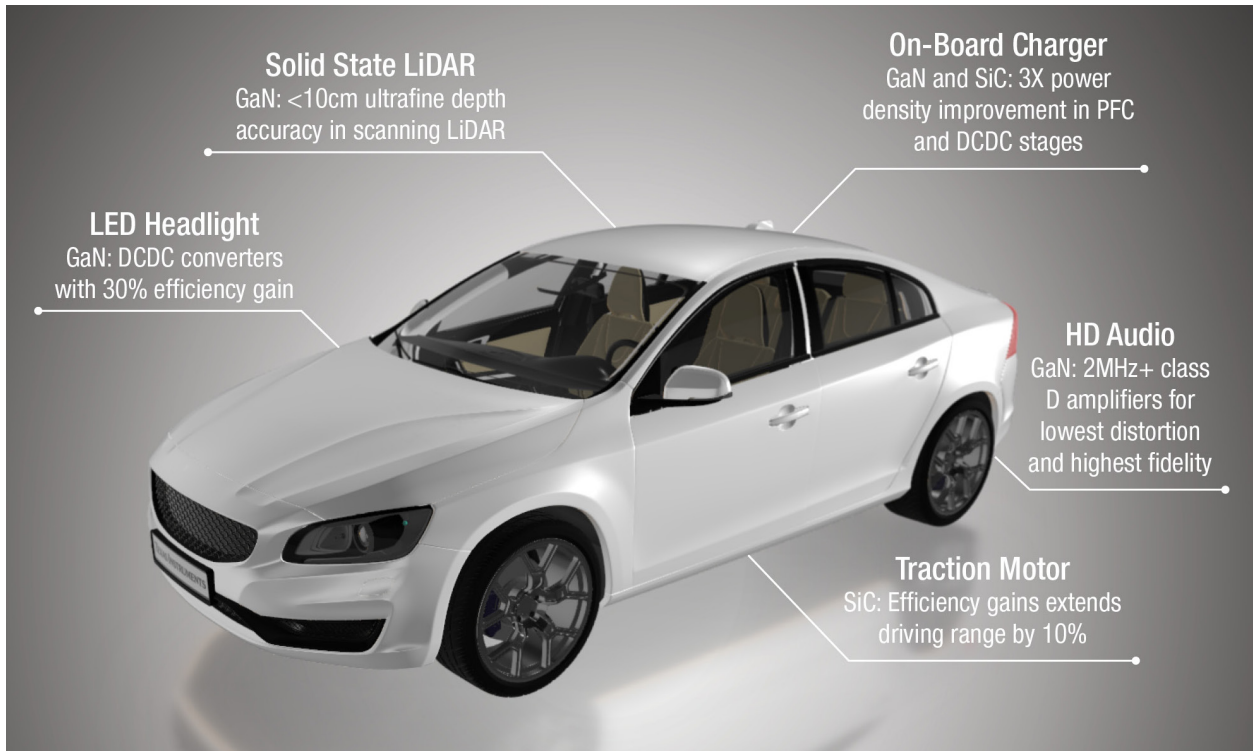 Solid State LiDAR
GaN: <10cm ultrafine depth
accuracy in scanning LiDAR
On-Board Charger
GaN and SiC: 3X power
density improvement in PFC
and DCDC stages
LED Headlight
GaN: DCDC converters
with 30% efficiency gain
HD Audio
GaN: 2MHz+ class
D amplifiers for
lowest distortion
and highest fidelity
Traction Motor
SiC: Efficiency gains extends
driving range by 10%
INSTRUMENTS